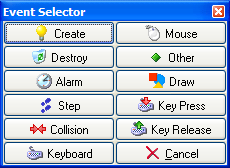 Event Selector
Create
Mouse
Destroy
Other
Alarm
Draw
Step
Key Press
Collision
Key Release
Keyboard
Cancel